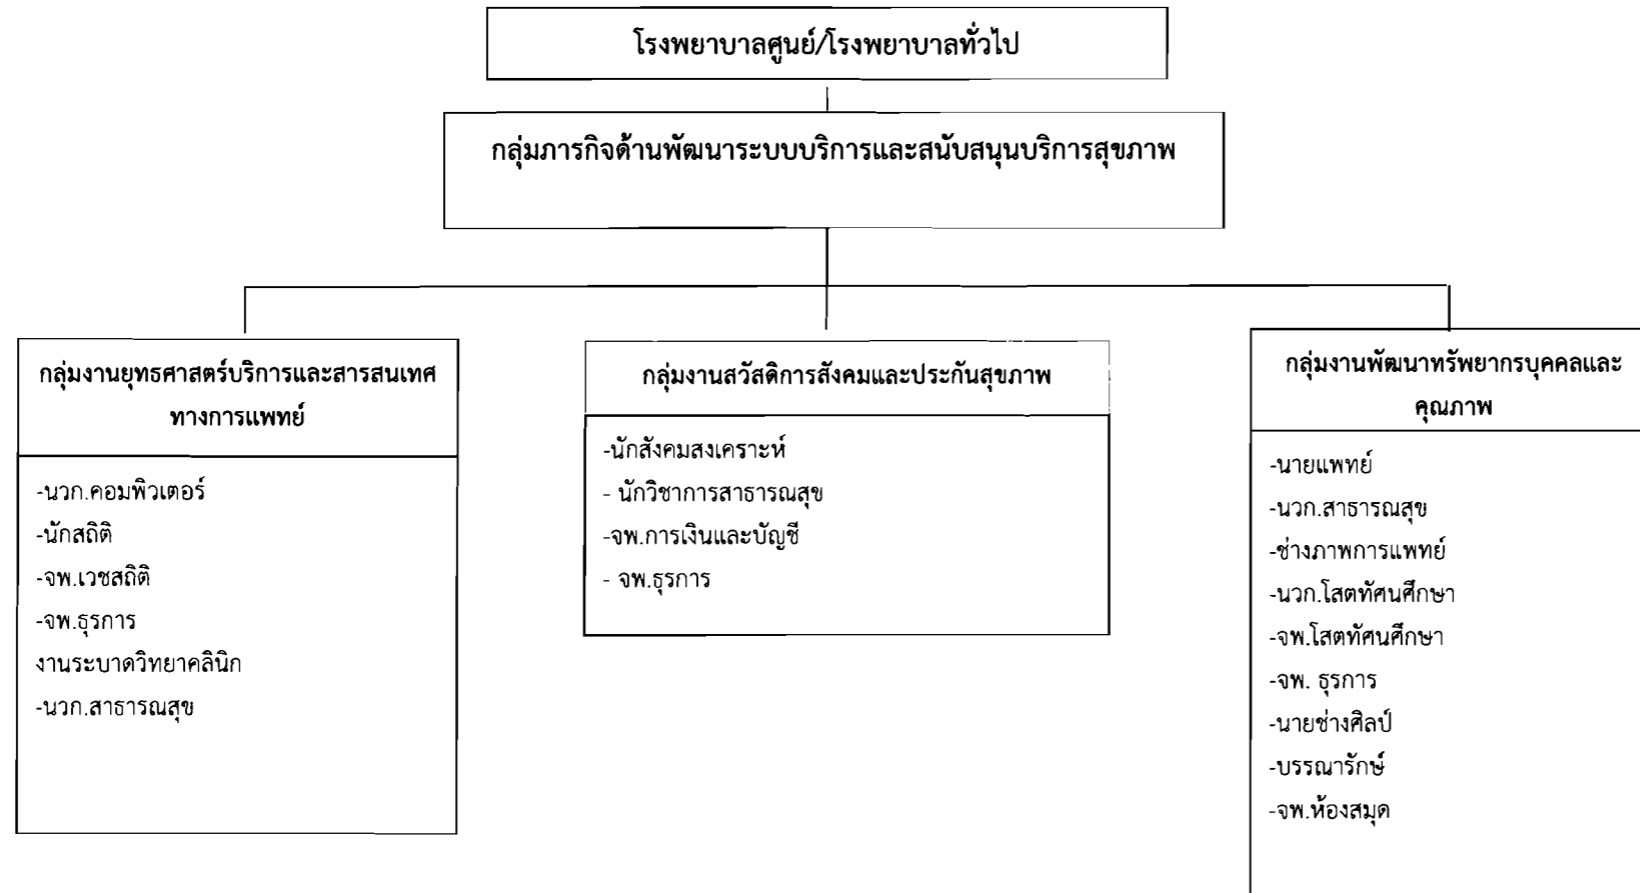 โรงพยาบาลศูนย์/โรงพยาบาลทั่วไป
กลุ่มภารกิจด้านพัฒนาระบบบริการและสนับสนุนบริการสุขภาพ
กลุ่มงานยุทธศาสตร์บริการและสารสนเทศ
ทางการแพทย์
-นวก.คอมพิวเตอร์
-นักสถิติ
-จพ.เวชสถิติ
-จพ.ธุรการ
งานระบาดวิทยาคลินิก
-นวก.สาธารณสุข
กลุ่มงานสวัสดิการสังคมและประกันสุขภาพ
-นักสังคมสงเคราะห์
- นักวิชาการสาธารณสุข
-จพ.การเงินและบัญชี
- จพ.ธุรการ
กลุ่มงานพัฒนาทรัพยากรบุคคลและ
คุณภาพ
-นายแพทย์
-นวก.สาธารณสุข
-ช่างภาพการแพทย์
-นวก.โสตทัศนศึกษา
-จพ.โสตทัศนศึกษา
-จพ. ธุรการ
-นายช่างศิลป์
-บรรณารักษ์
-จพ.ห้องสมุด